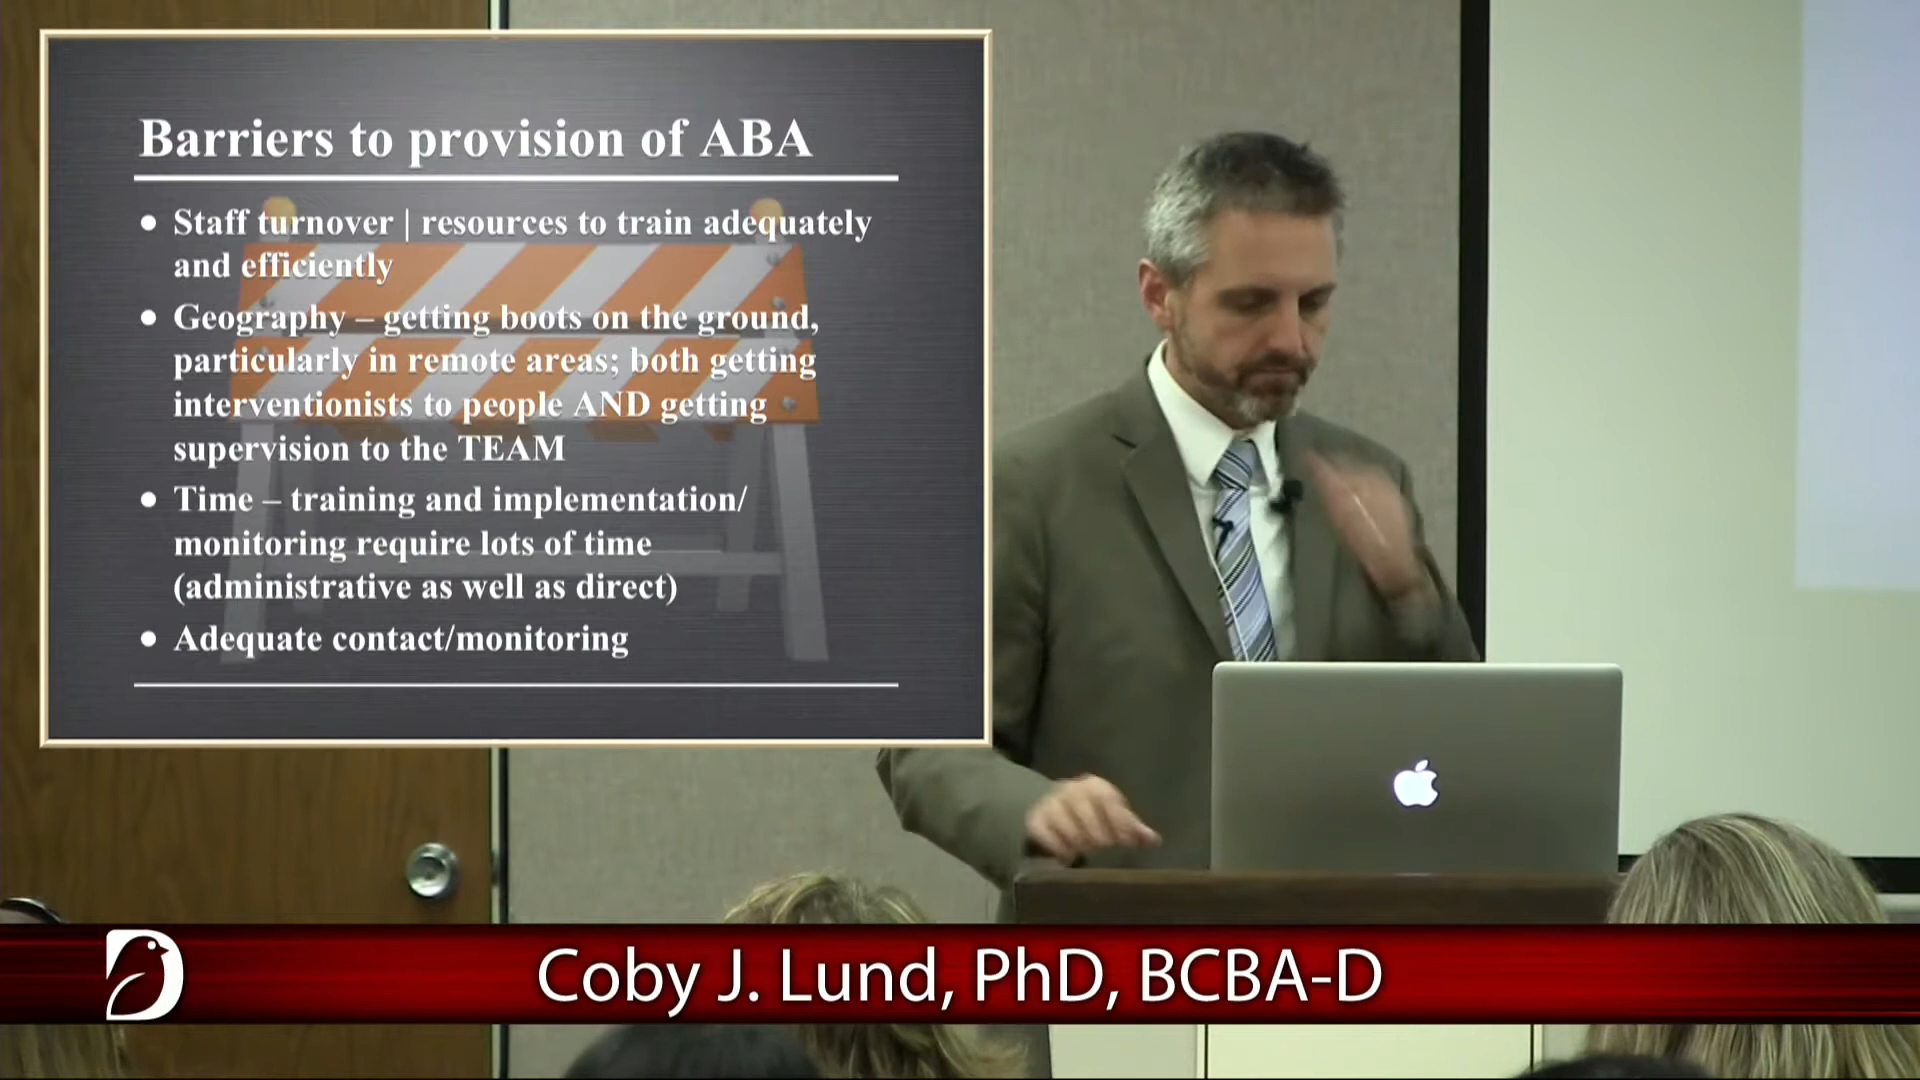 Barriers to provision of ABA
• Staff turnover | resources to train adequately
and efficiently
• Geography – getting boots on the ground,
particularly in remote areas; both getting
interventionists to people AND getting
supervision to the TEAM
• Time – training and implementation/
monitoring require lots of time
(administrative as well as direct)
• Adequate contact/monitoring
Coby J. Lund, PhD, BCBA-D